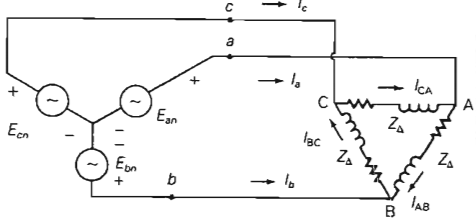 c I_c
a
+ + I_a
C I_CA A
E_cn E_an Z_Δ
- - -
I_BC Z_Δ Z_Δ
E_bn
+ b I_b I_AB
B